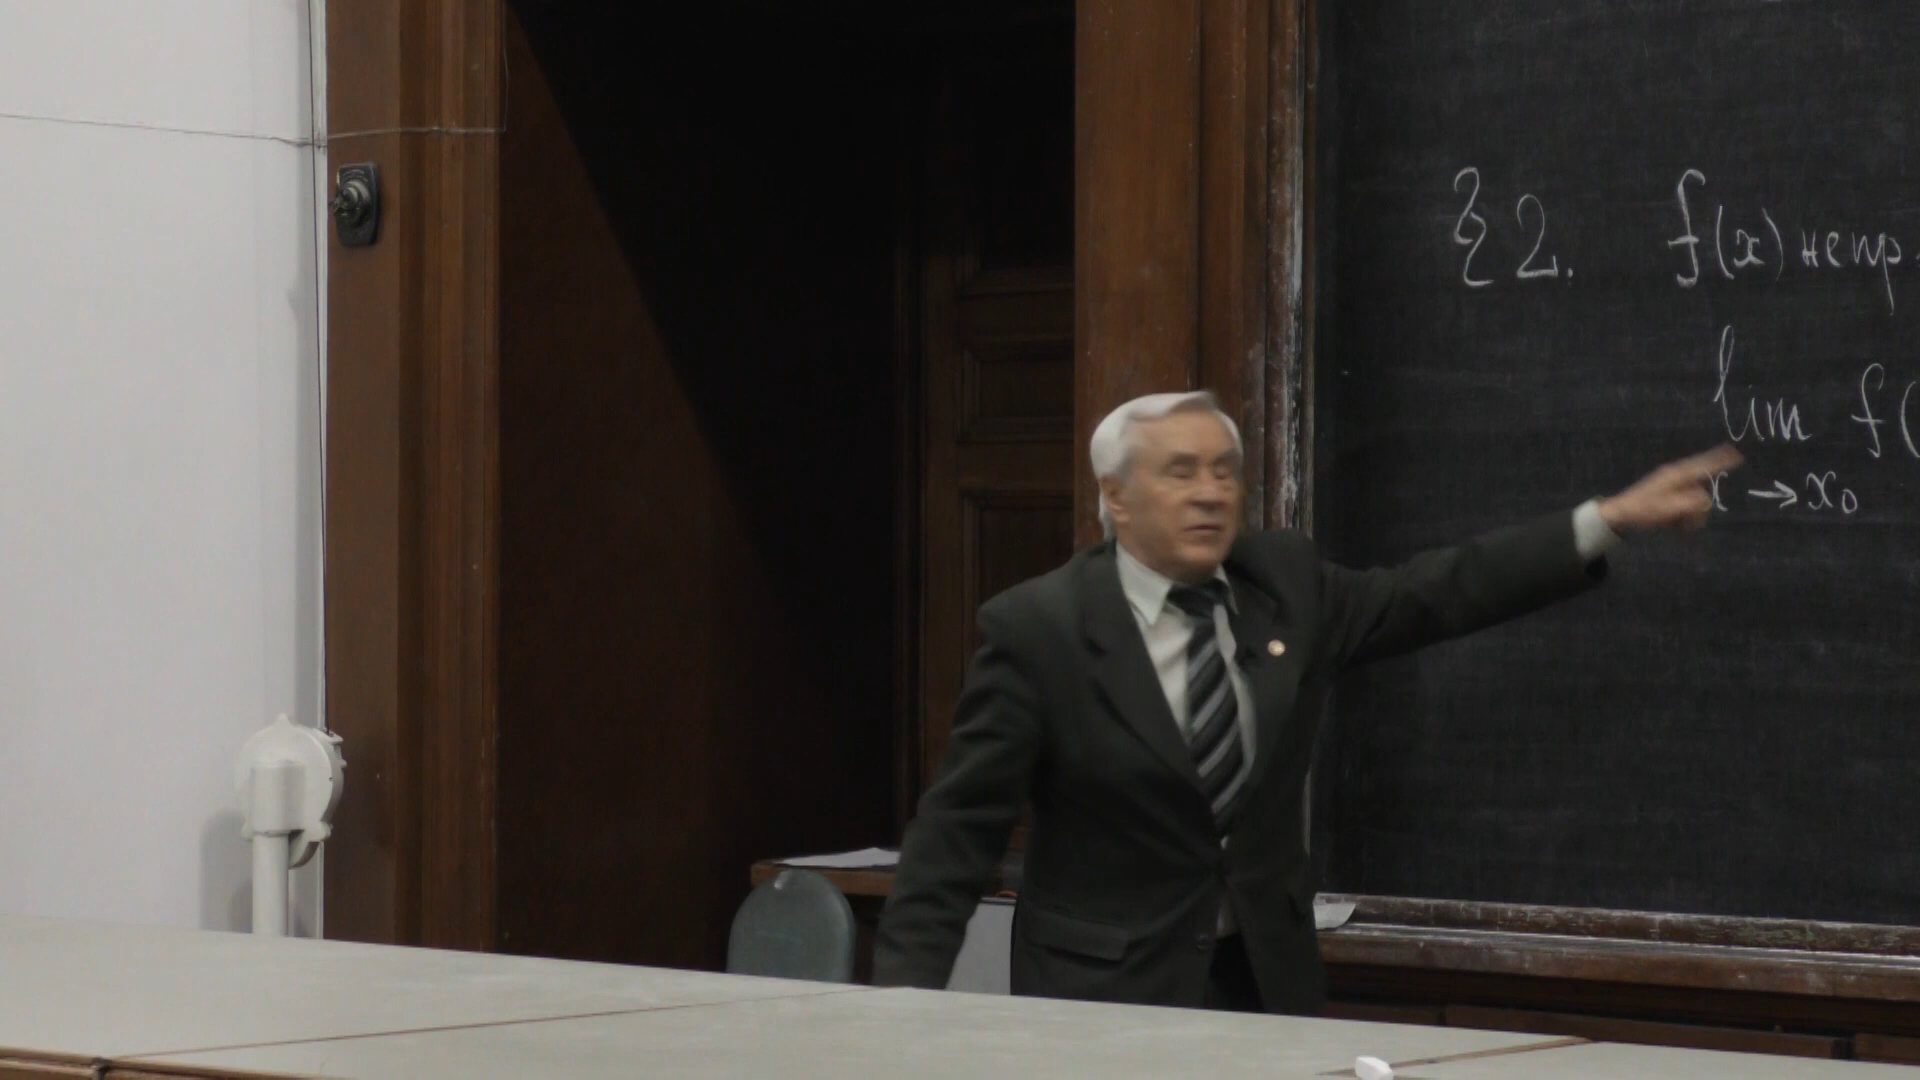 §2. f(x) непр.
lim f(
x → x₀